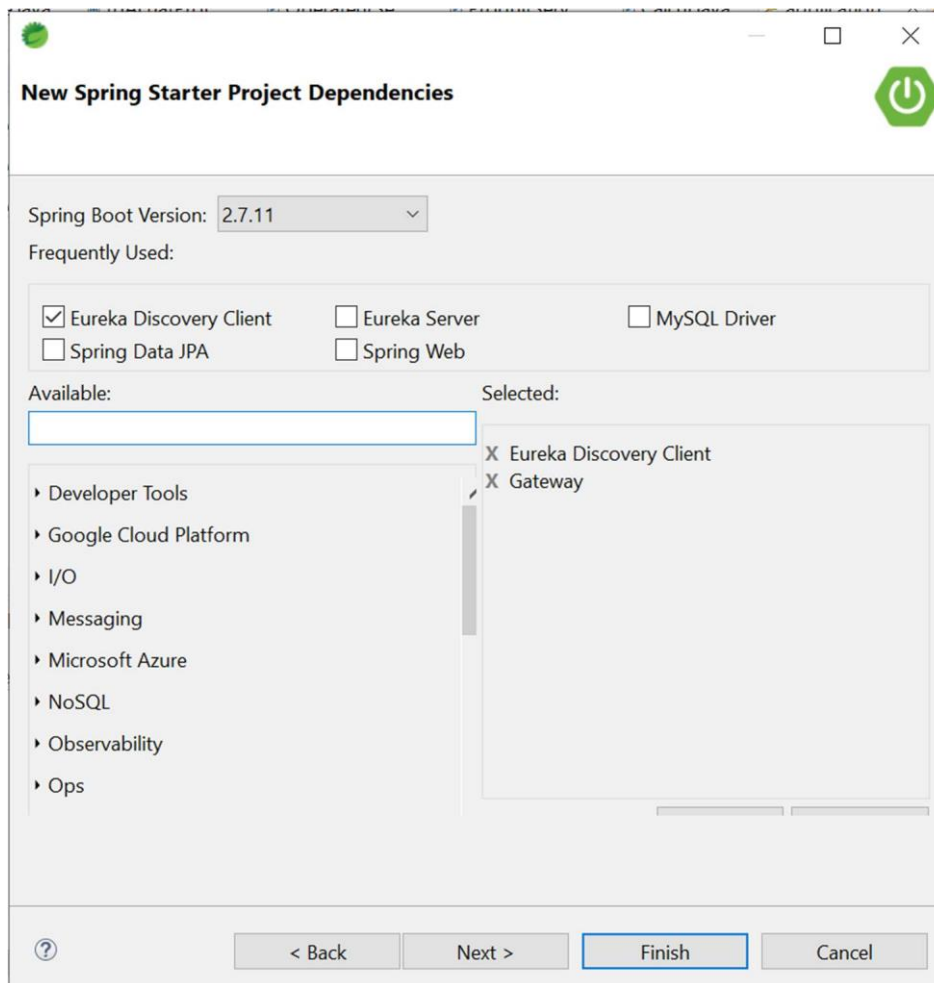 New Spring Starter Project Dependencies
Spring Boot Version: 2.7.11
Frequently Used:
Eureka Discovery Client Eureka Server MySQL Driver
Spring Data JPA Spring Web
Available: Selected:
X Eureka Discovery Client
X Gateway
Developer Tools
Google Cloud Platform
I/O
Messaging
Microsoft Azure
NoSQL
Observability
Ops
? < Back Next > Finish Cancel